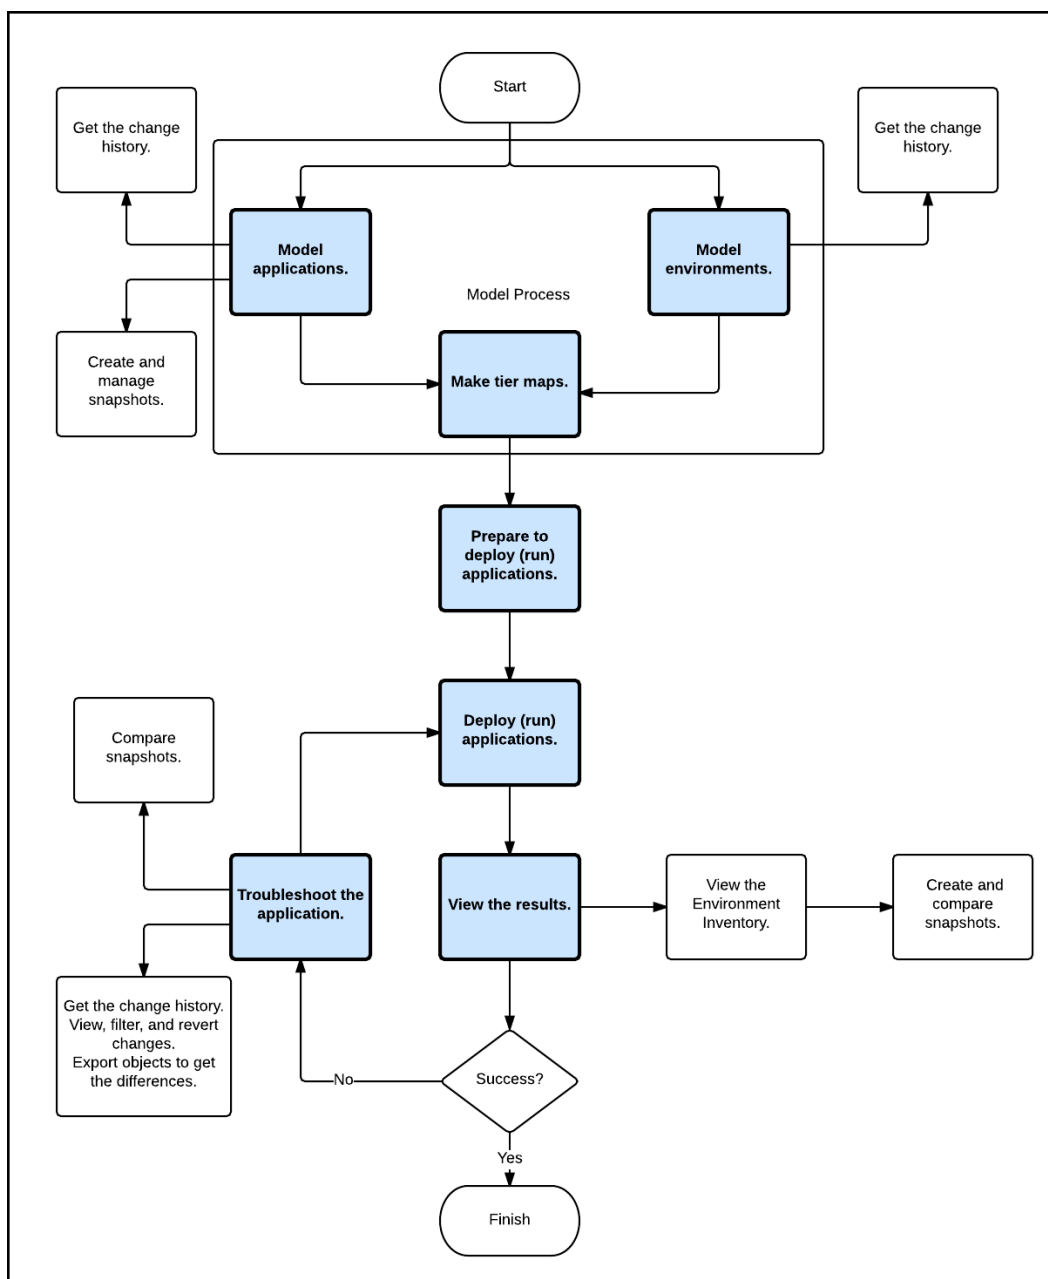 Start
Get the change
history.
Get the change
history.
Model
applications.
Model
environments.
Model Process
Create and
manage
snapshots.
Make tier maps.
Prepare to
deploy (run)
applications.
Deploy (run)
applications.
Compare
snapshots.
Troubleshoot the
application.
View the results.
View the
Environment
Inventory.
Create and
compare
snapshots.
Get the change history.
View, filter, and revert
changes.
Export objects to get
the differences.
No
Success?
Yes
Finish